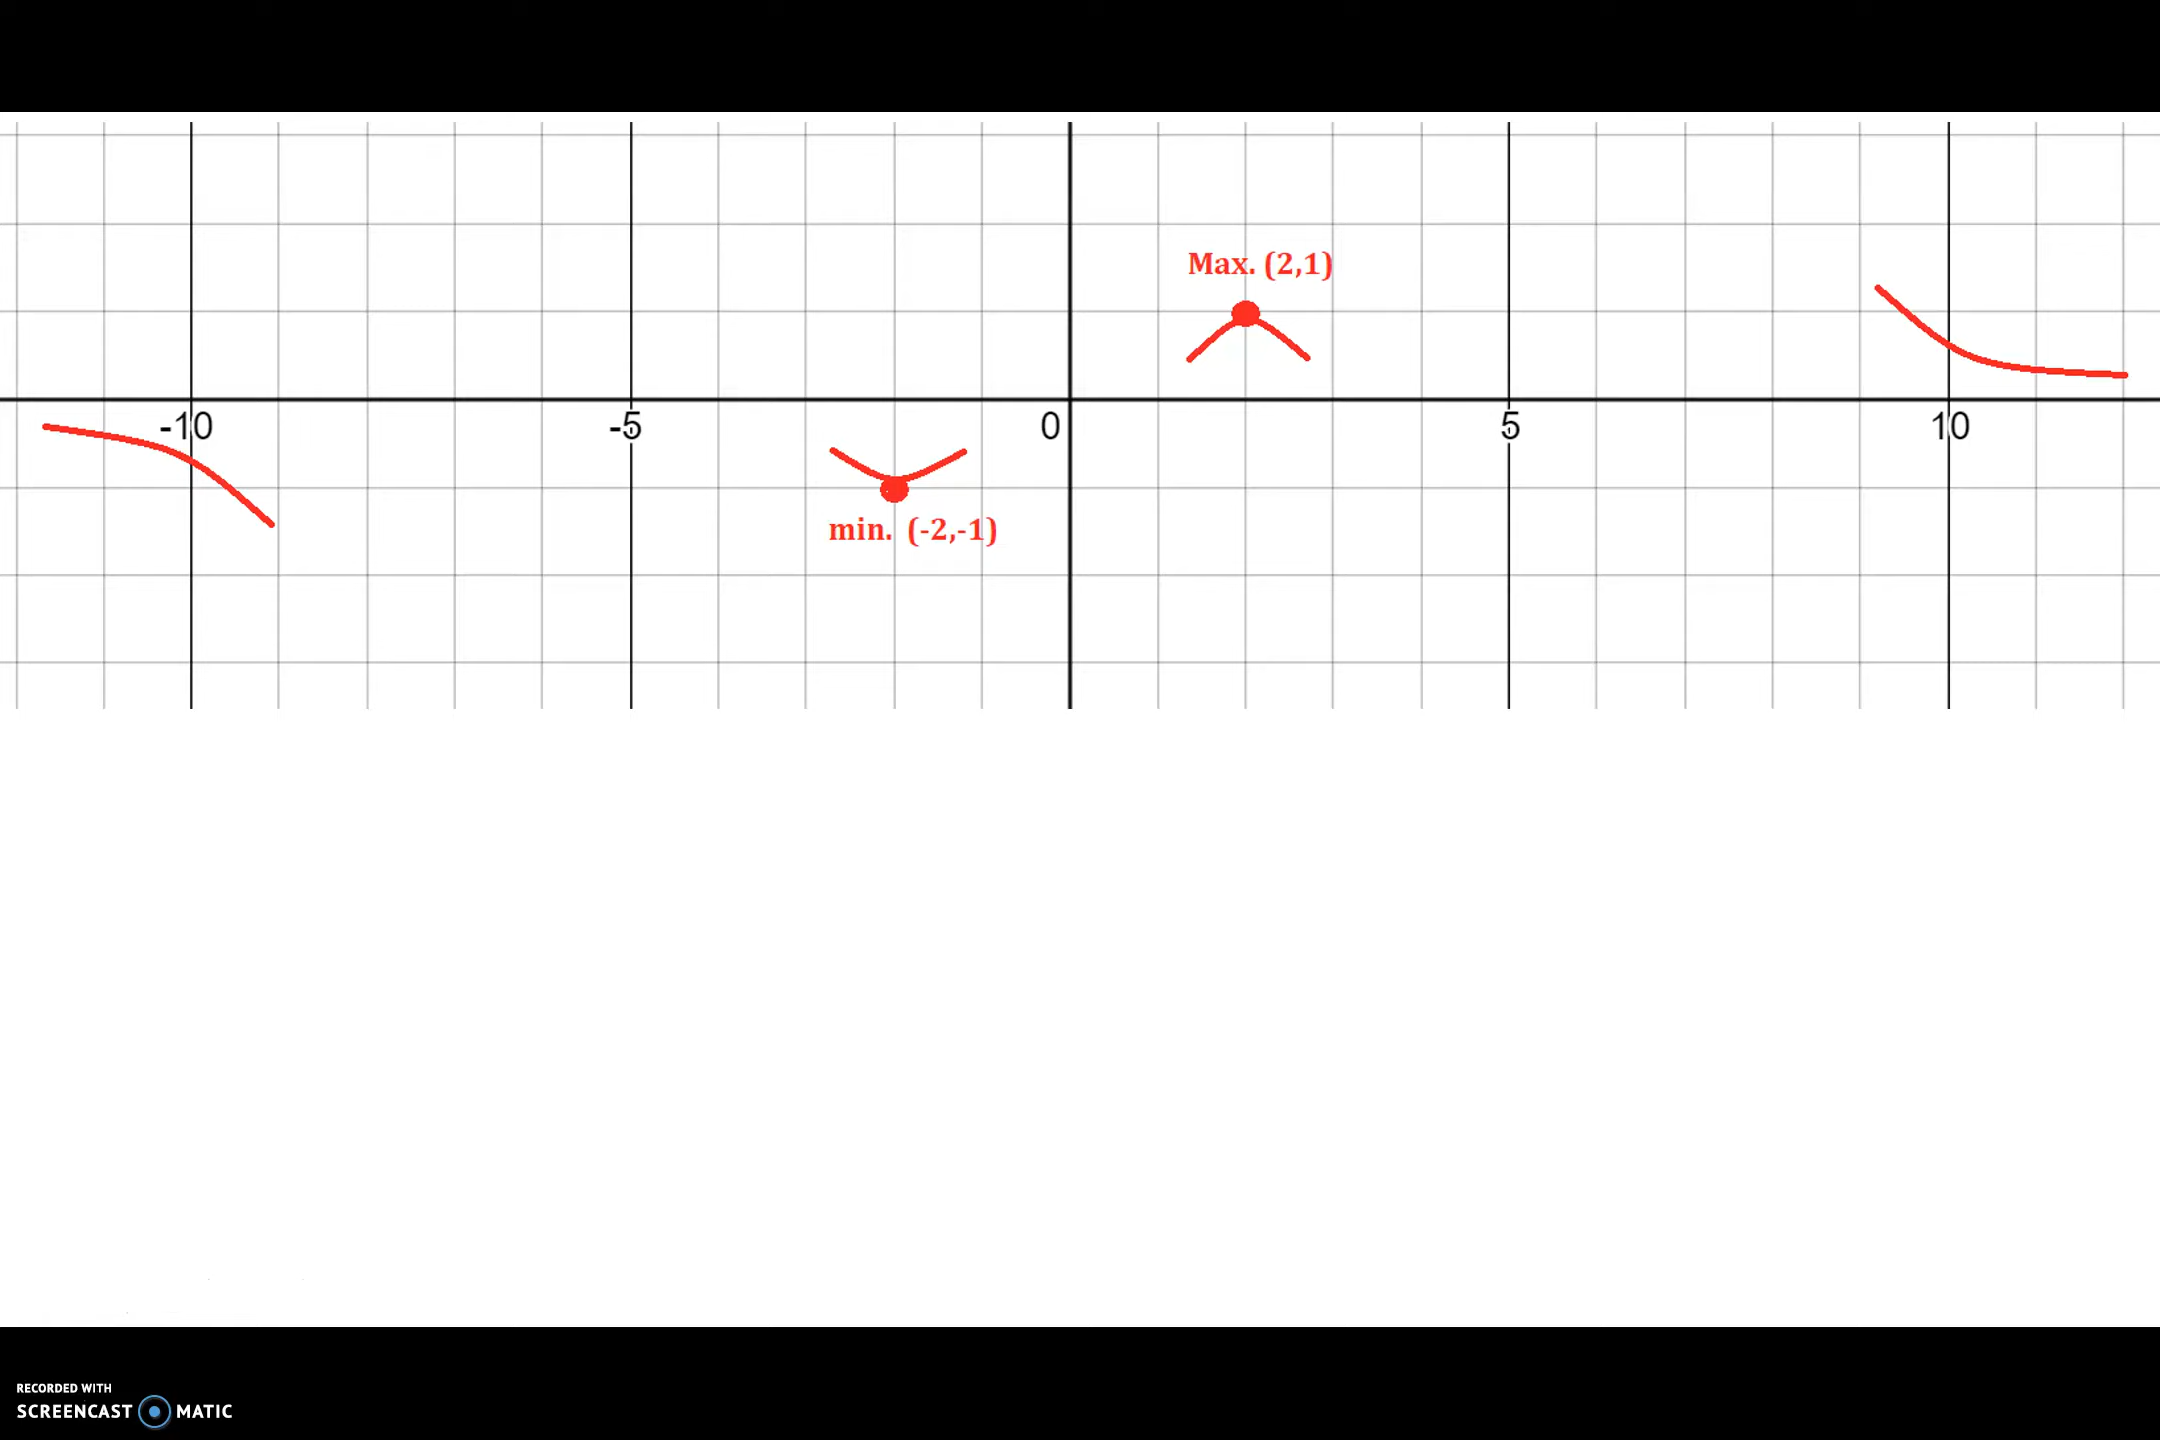 Max. (2,1)
-10 -5 0 5 10
min. (-2,-1)
RECORDED WITH
SCREENCAST MATIC